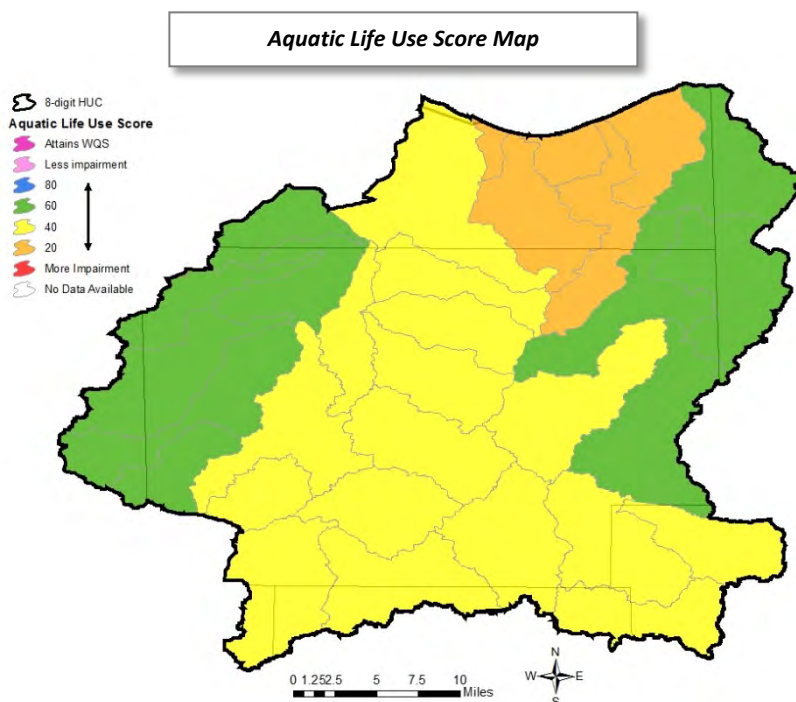 Aquatic Life Use Score Map
8-digit HUC
Aquatic Life Use Score
Attains WQS
Less impairment
80
60
40
20
More Impairment
No Data Available
N
W E
S
0 1.252.5 5 7.5 10
Miles